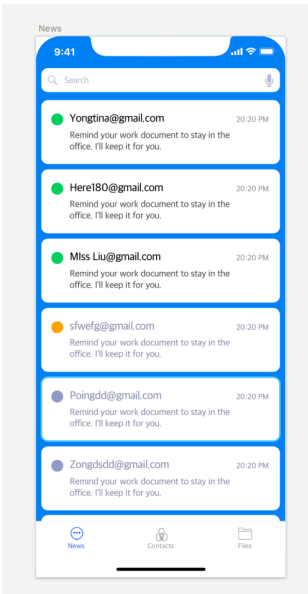 News
9:41
Search
Yongtina@gmail.com 20:20 PM
Remind your work document to stay in the
office, I'll keep it for you.
Here180@gmail.com 20:20 PM
Remind your work document to stay in the
office, I'll keep it for you.
MIss Liu@gmail.com 20:20 PM
Remind your work document to stay in the
office, I'll keep it for you.
sfwefg@gmail.com 20:20 PM
Remind your work document to stay in the
office, I'll keep it for you.
Poingdd@gmail.com 20:20 PM
Remind your work document to stay in the
office, I'll keep it for you.
Zongdsdd@gmail.com 20:20 PM
Remind your work document to stay in the
office, I'll keep it for you.
News Contacts Files